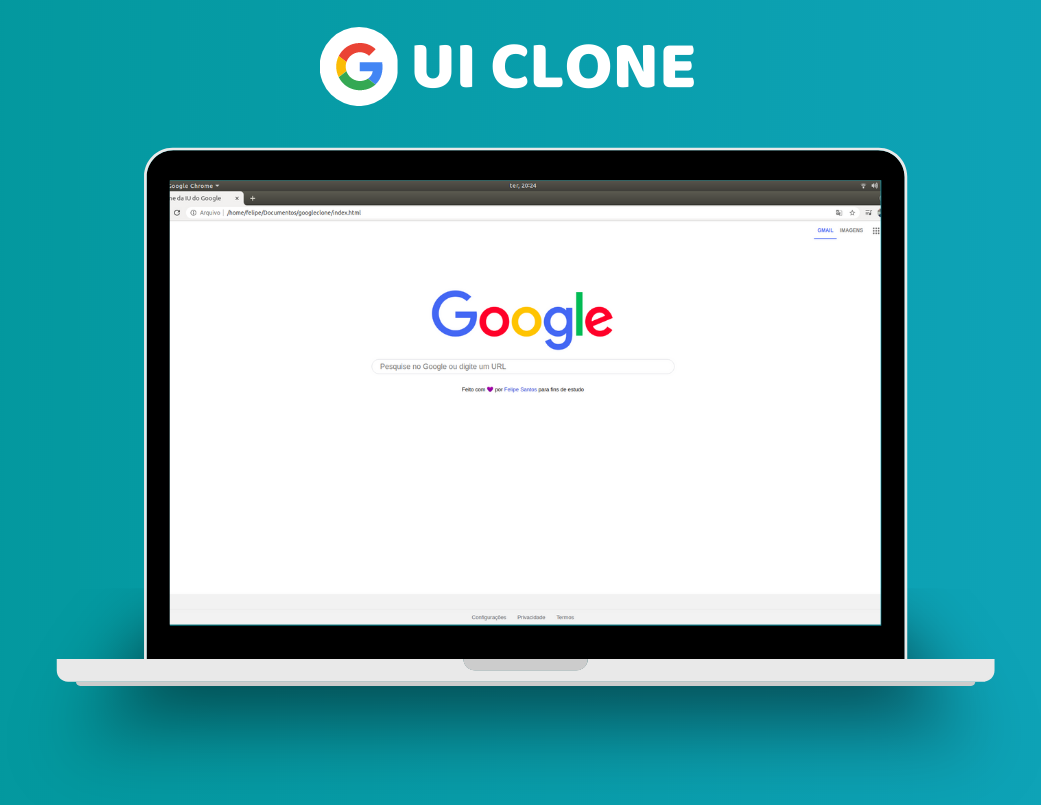 G UI CLONE
Google Chrome
ter, 20:24
ne da IU do Google × +
Arquivo | /home/felipe/Documentos/googleclone/index.html
GMAIL IMAGENS
Google
Pesquise no Google ou digite um URL
Feito com 💜 por Felipe Santos para fins de estudo
Configurações Privacidade Termos